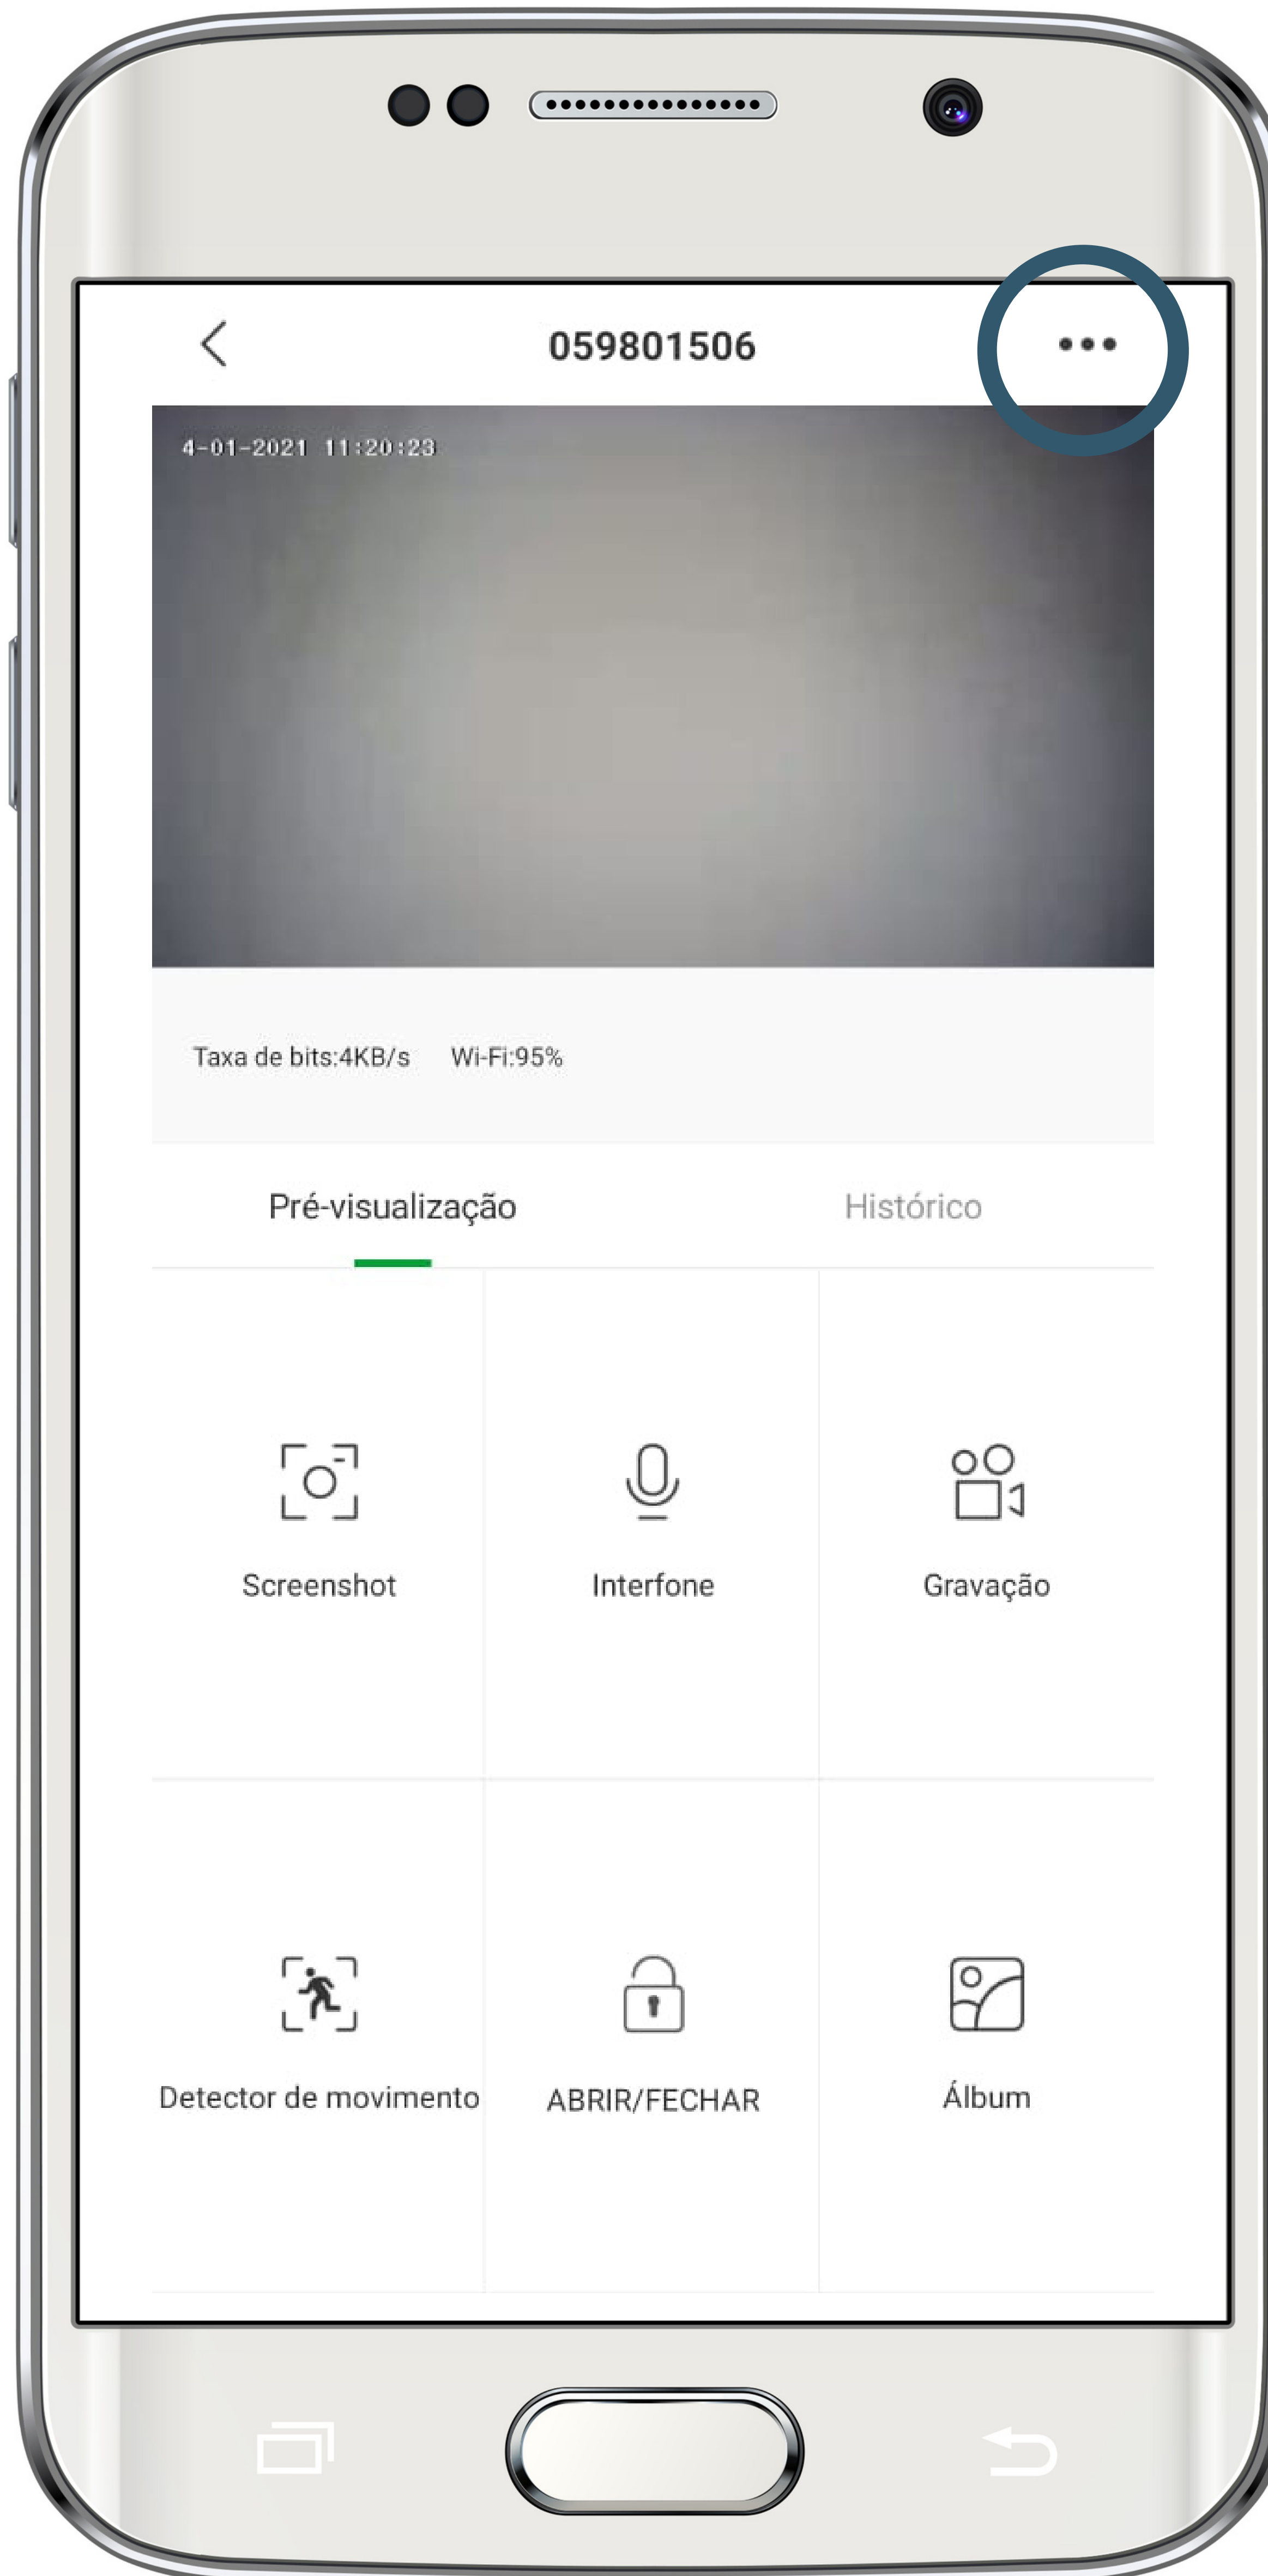 059801506
4-01-2021 11:20:23
Taxa de bits:4KB/s Wi-Fi:95%
Pré-visualização Histórico
Screenshot Interfone Gravação
Detector de movimento ABRIR/FECHAR Álbum